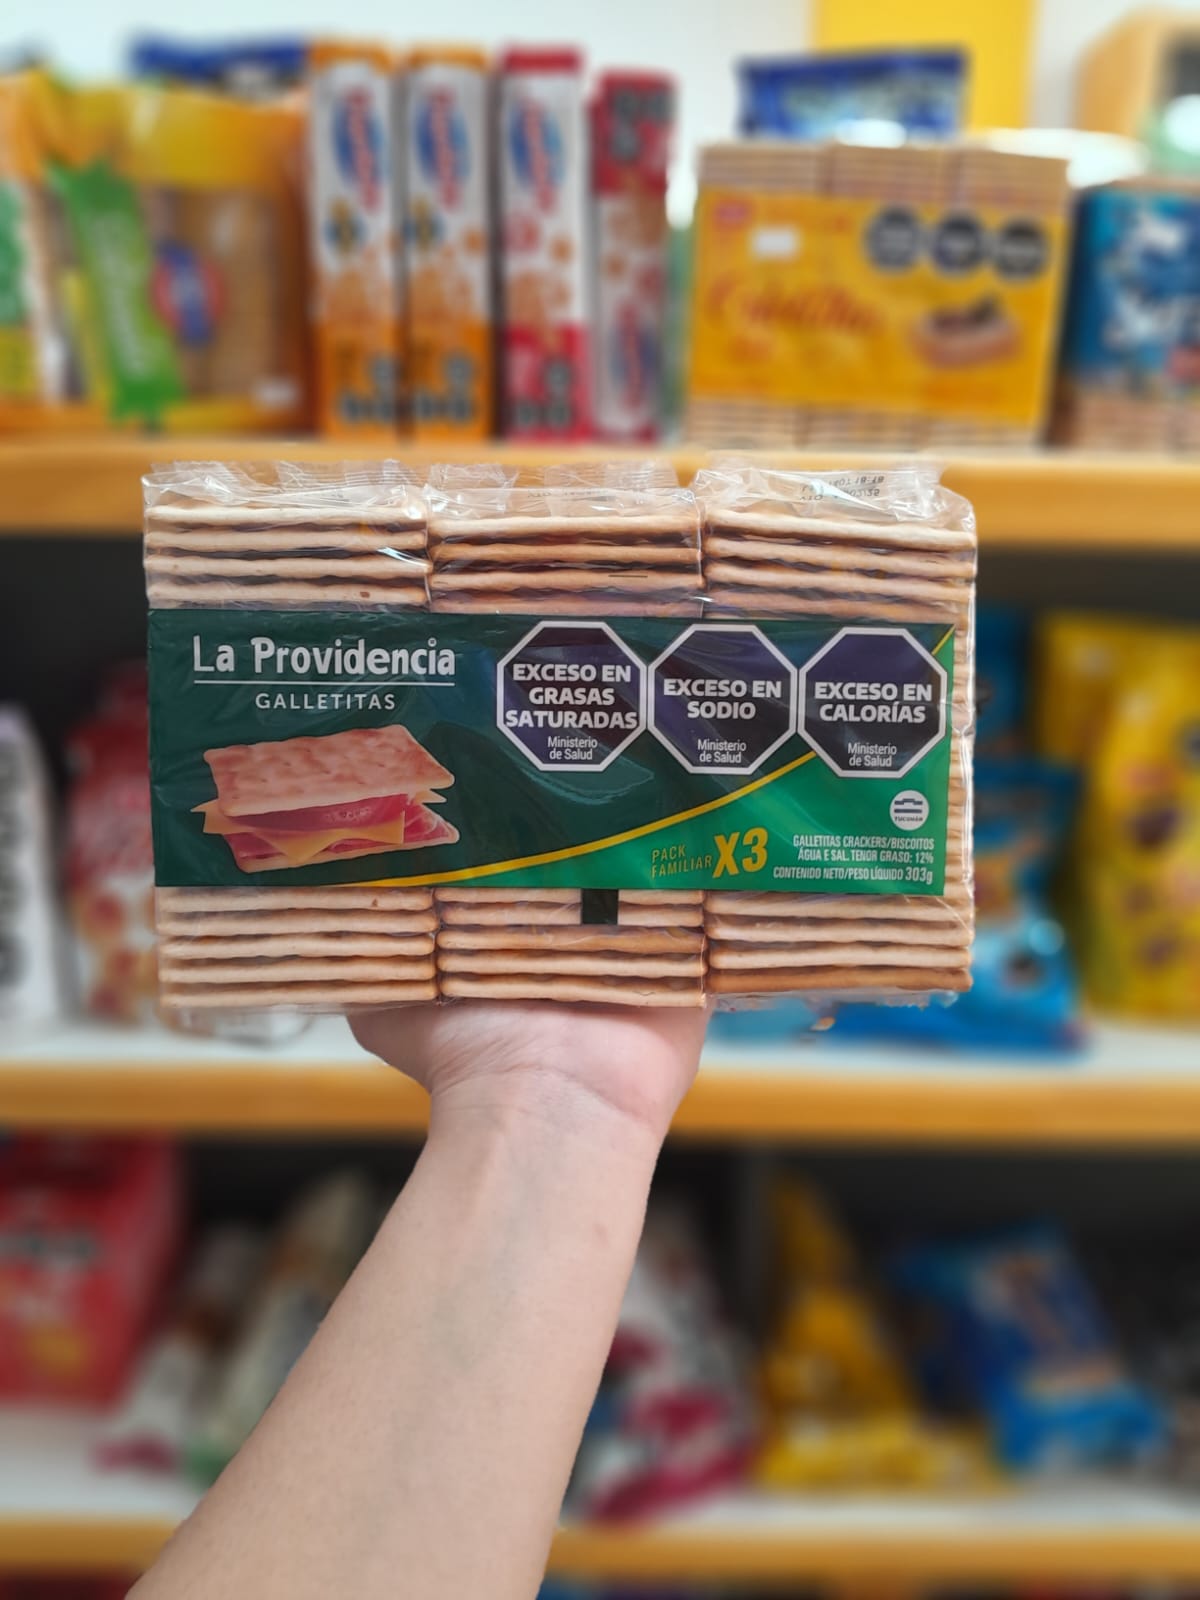 La Providencia
GALLETITAS
EXCESO EN
GRASAS
SATURADAS
Ministerio
de Salud
EXCESO EN
SODIO
Ministerio
de Salud
EXCESO EN
CALORÍAS
Ministerio
de Salud
TUCUMÁN
PACK
FAMILIAR X3
GALLETITAS CRACKERS/BISCOITOS
ÁGUA E SAL. TENOR GRASO: 12%
CONTENIDO NETO/PESO LÍQUIDO 303g